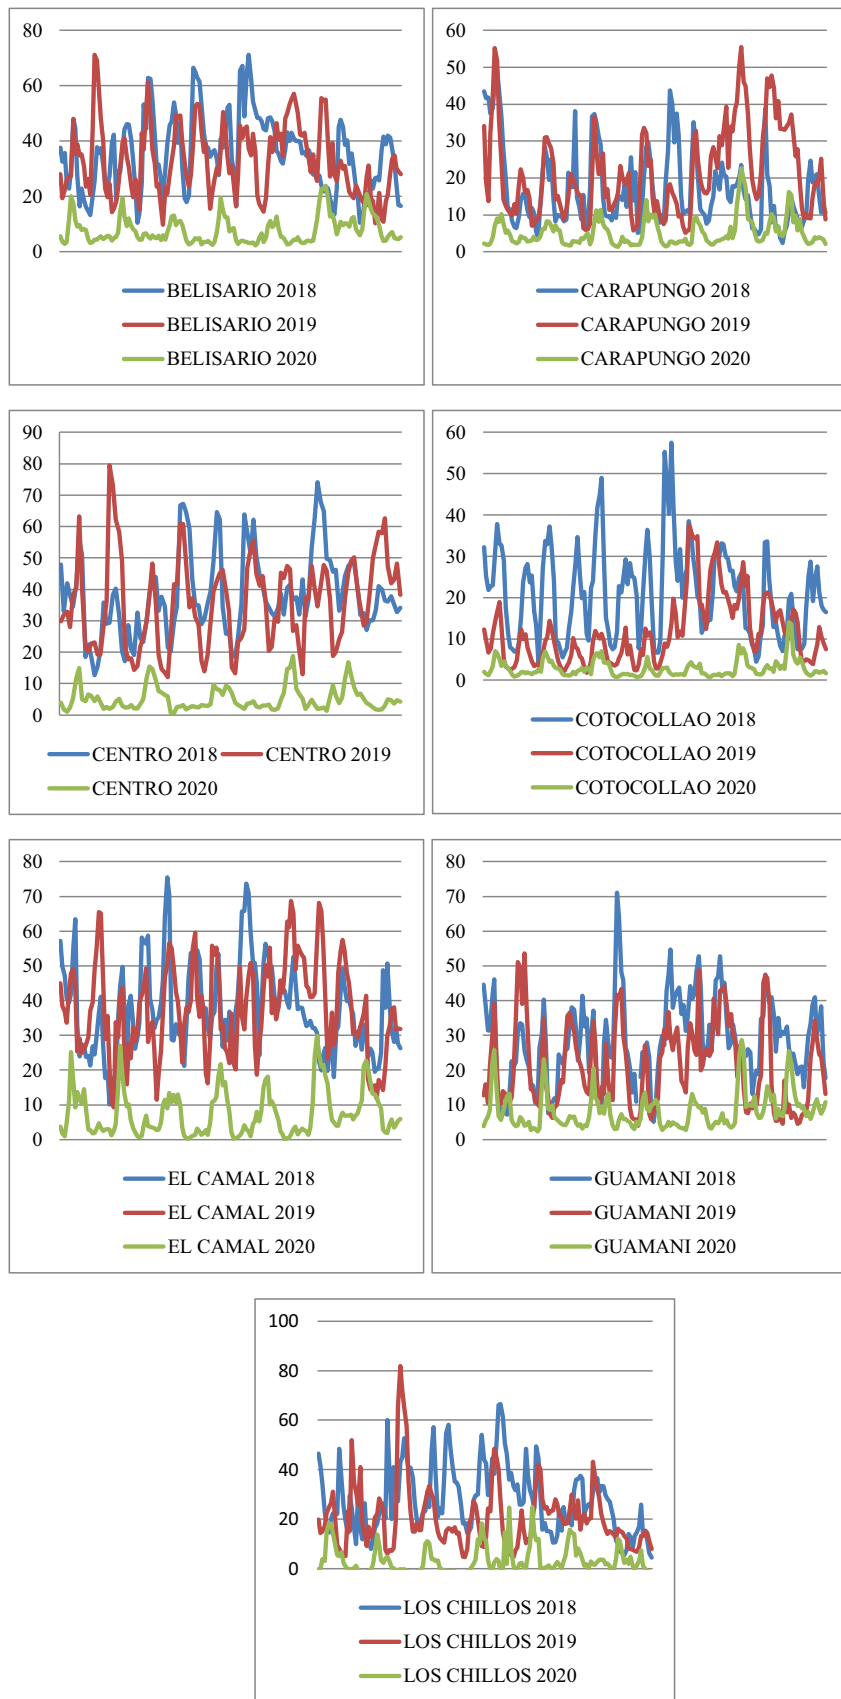 80
60
40
20
0
BELISARIO 2018
BELISARIO 2019
BELISARIO 2020
60
50
40
30
20
10
0
CARAPUNGO 2018
CARAPUNGO 2019
CARAPUNGO 2020
90
80
70
60
50
40
30
20
10
0
CENTRO 2018 CENTRO 2019
CENTRO 2020
60
50
40
30
20
10
0
COTOCOLLAO 2018
COTOCOLLAO 2019
COTOCOLLAO 2020
80
70
60
50
40
30
20
10
0
EL CAMAL 2018
EL CAMAL 2019
EL CAMAL 2020
80
70
60
50
40
30
20
10
0
GUAMANI 2018
GUAMANI 2019
GUAMANI 2020
100
80
60
40
20
0
LOS CHILLOS 2018
LOS CHILLOS 2019
LOS CHILLOS 2020